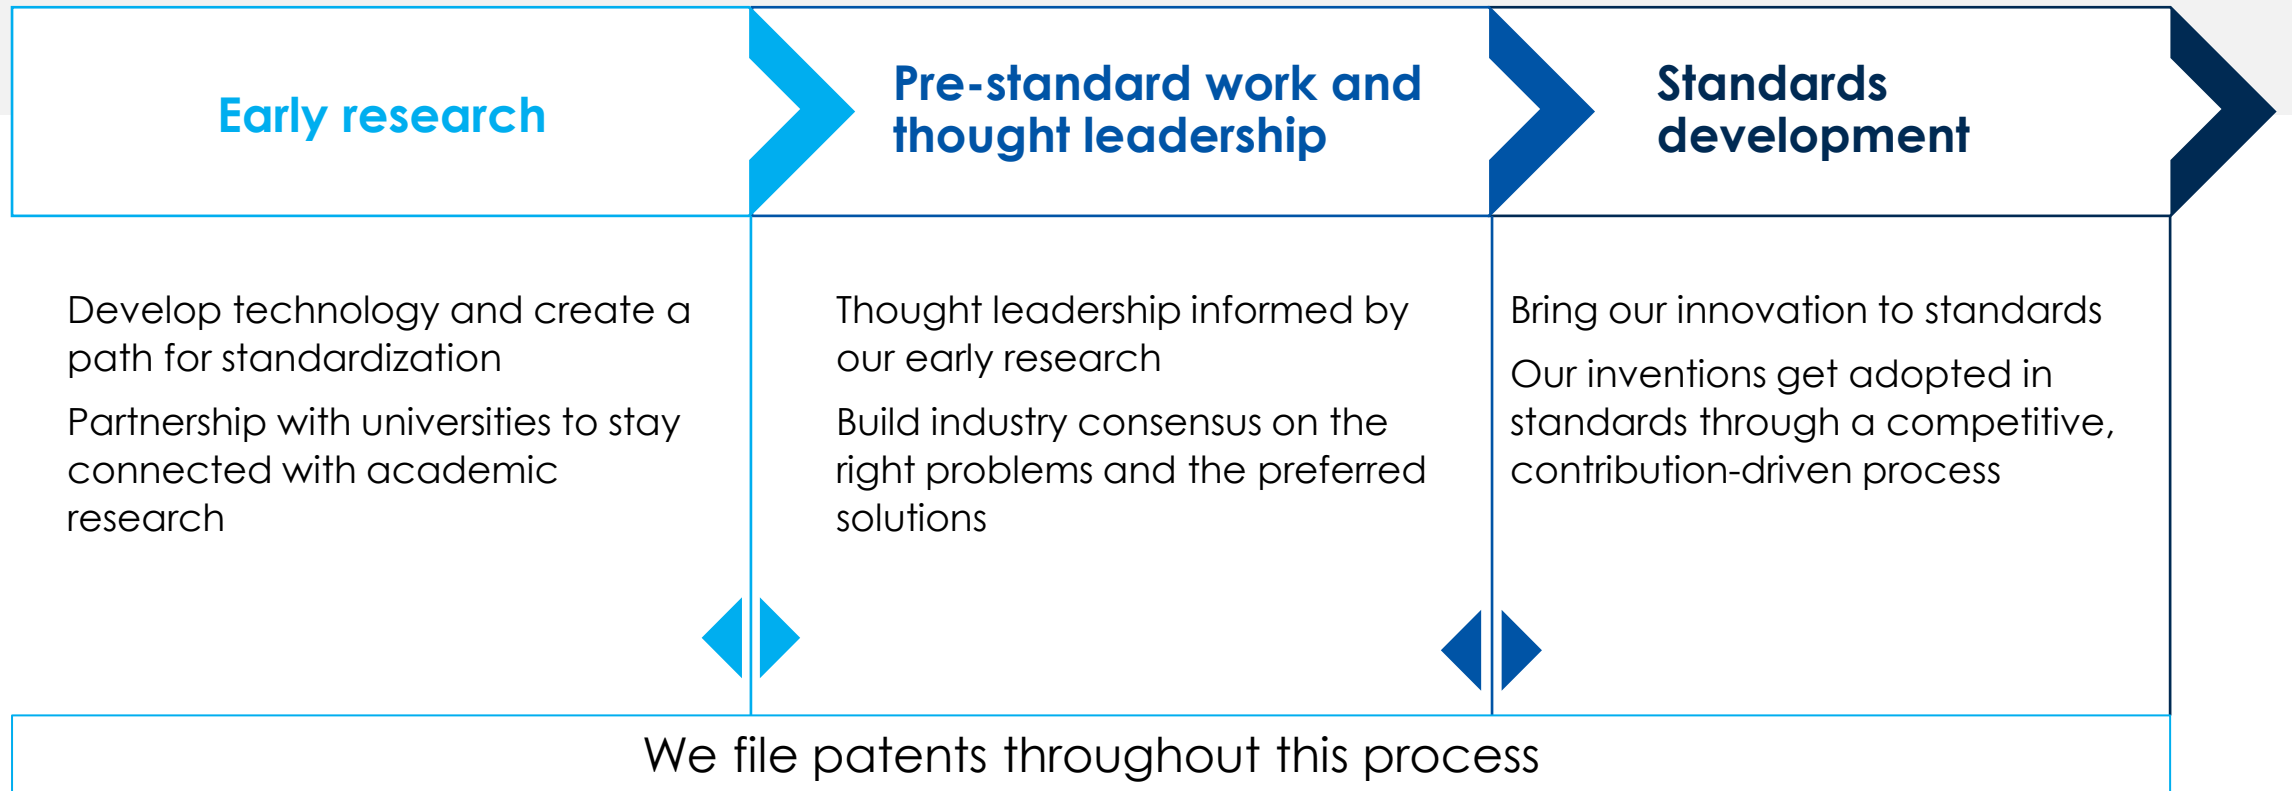 Early research
Pre-standard work and
thought leadership
Standards
development
Develop technology and create a
path for standardization
Partnership with universities to stay
connected with academic
research
Thought leadership informed by
our early research
Build industry consensus on the
right problems and the preferred
solutions
Bring our innovation to standards
Our inventions get adopted in
standards through a competitive,
contribution-driven process
We file patents throughout this process